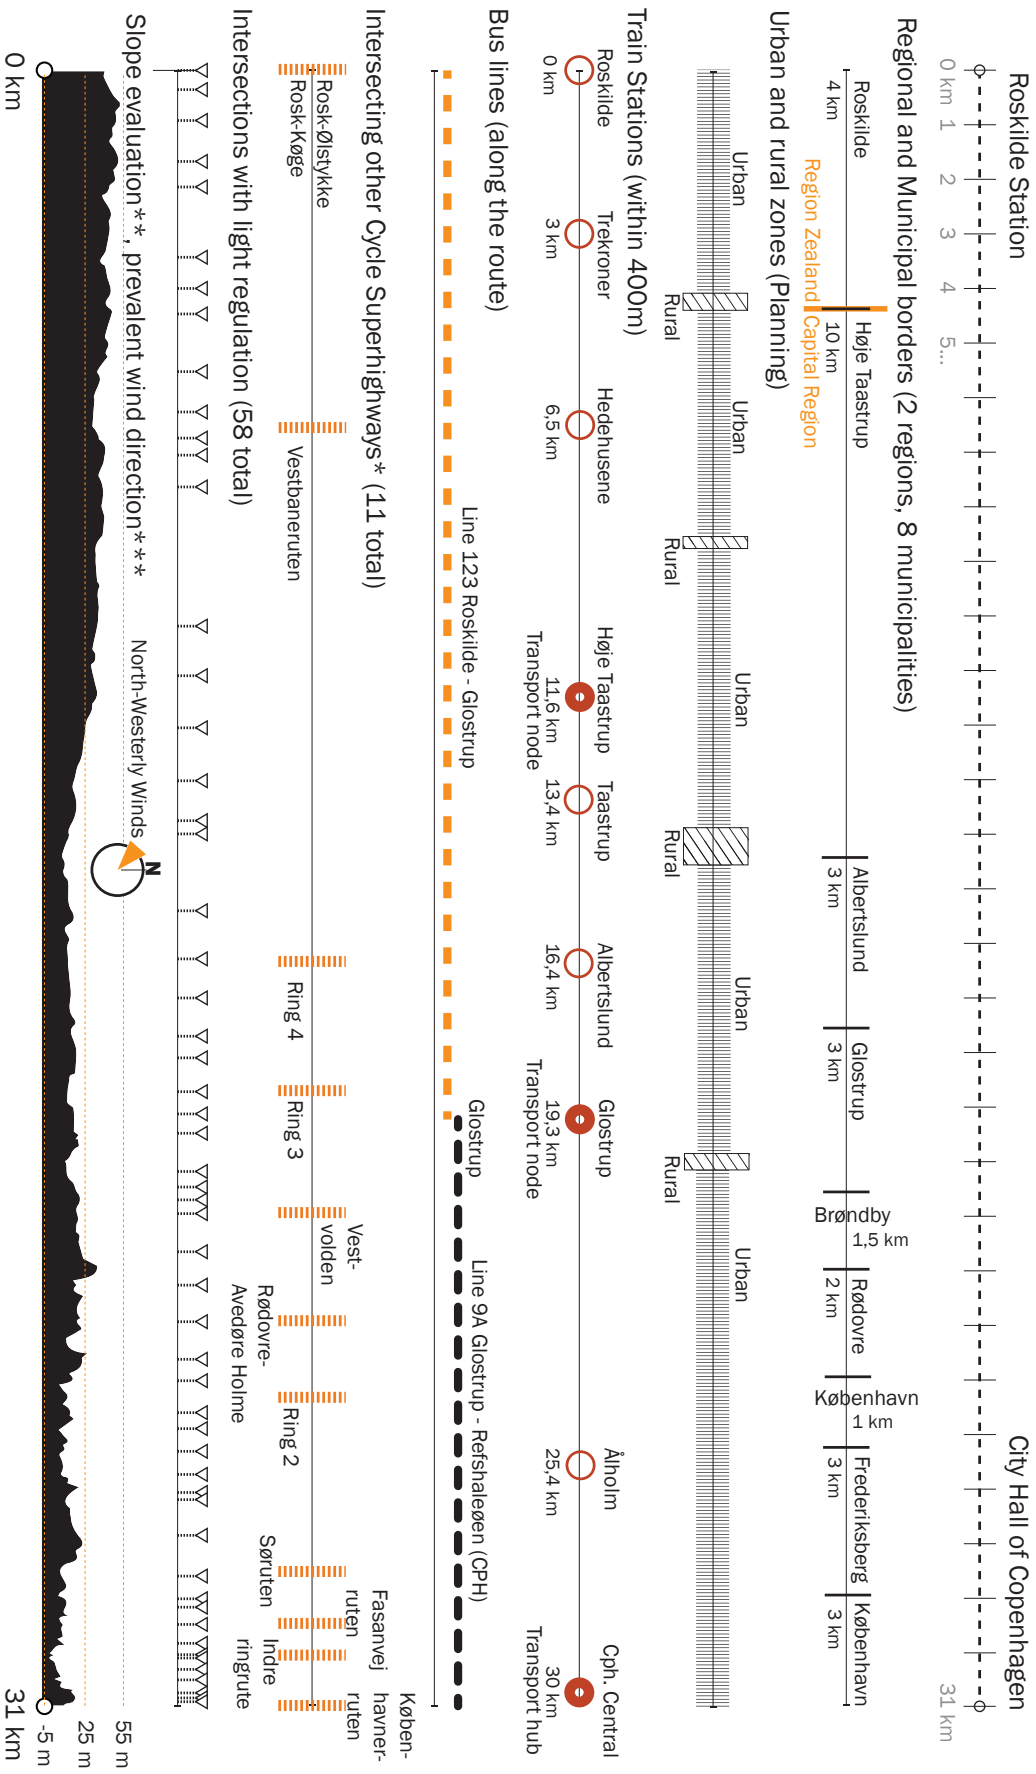 Roskilde Station
City Hall of Copenhagen
0 km 1 2 3 4 5... 31 km
Regional and Municipal borders (2 regions, 8 municipalities)
Roskilde
4 km
Høje Taastrup
10 km
Albertslund
3 km
Glostrup
3 km
Brøndby
1,5 km
Rødovre
2 km
København
1 km
Frederiksberg
3 km
København
3 km
Region Zealand
Capital Region
Urban and rural zones (Planning)
Urban
Urban
Urban
Urban
Urban
Rural
Rural
Rural
Rural
Train Stations (within 400m)
Roskilde
0 km
Trekroner
3 km
Hedehusene
6,5 km
Høje Taastrup
11,6 km
Transport node
Taastrup
13,4 km
Albertslund
16,4 km
Glostrup
19,3 km
Transport node
Ålholm
25,4 km
Cph. Central
30 km
Transport hub
Bus lines (along the route)
Line 123 Roskilde - Glostrup
Glostrup
Line 9A Glostrup - Refshaleøen (CPH)
Intersecting other Cycle Superhighways* (11 total)
Rosk-Ølstykke
Rosk-Køge
Vestbaneruten
Ring 4
Ring 3
Vest-
volden
Rødovre-
Avedøre Holme
Ring 2
Søruten
Fasanvej
ruten
Indre
ringrute
Køben-
havner-
ruten
Intersections with light regulation (58 total)
Slope evaluation**, prevalent wind direction***
North-Westerly Winds
N
55 m
25 m
-5 m
0 km
31 km